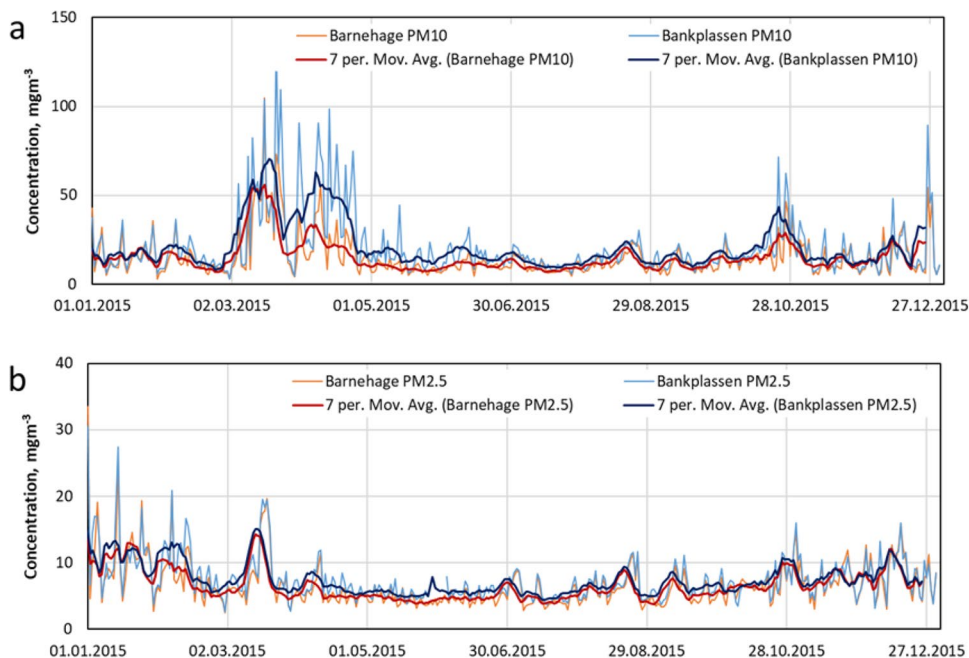 a
150
Barnehage PM10 Bankplassen PM10
7 per. Mov. Avg. (Barnehage PM10) 7 per. Mov. Avg. (Bankplassen PM10)
100
Concentration, mgm⁻³
50
0
01.01.2015 02.03.2015 01.05.2015 30.06.2015 29.08.2015 28.10.2015 27.12.2015
b
40
Barnehage PM2.5 Bankplassen PM2.5
7 per. Mov. Avg. (Barnehage PM2.5) 7 per. Mov. Avg. (Bankplassen PM2.5)
30
Concentration, mgm⁻³
20
10
0
01.01.2015 02.03.2015 01.05.2015 30.06.2015 29.08.2015 28.10.2015 27.12.2015